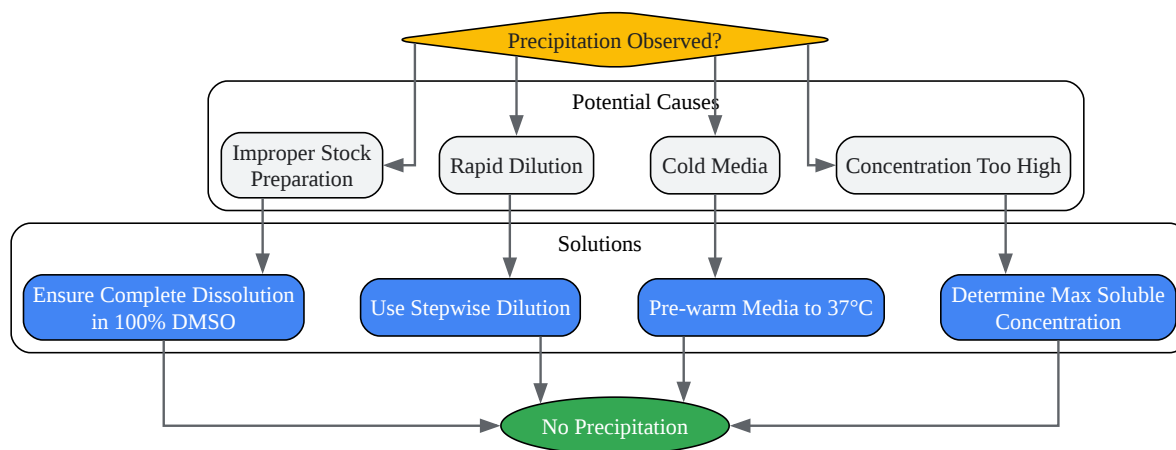 Precipitation Observed?
Potential Causes
Improper Stock
Preparation
Rapid Dilution
Cold Media
Concentration Too High
Solutions
Ensure Complete Dissolution
in 100% DMSO
Use Stepwise Dilution
Pre-warm Media to 37°C
Determine Max Soluble
Concentration
No Precipitation